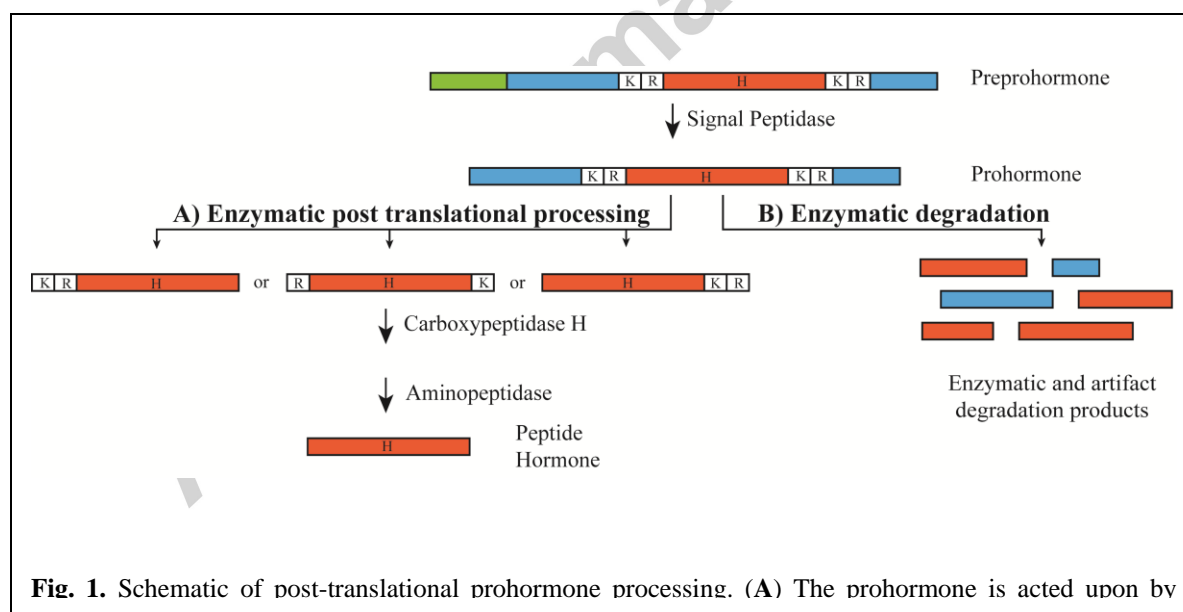 K R H K R Preprohormone
Signal Peptidase
K R H K R Prohormone
A) Enzymatic post translational processing
B) Enzymatic degradation
K R H or R H K or H K R
Carboxypeptidase H
Aminopeptidase
H Peptide
Hormone
Enzymatic and artifact
degradation products
Fig. 1. Schematic of post-translational prohormone processing. (A) The prohormone is acted upon by